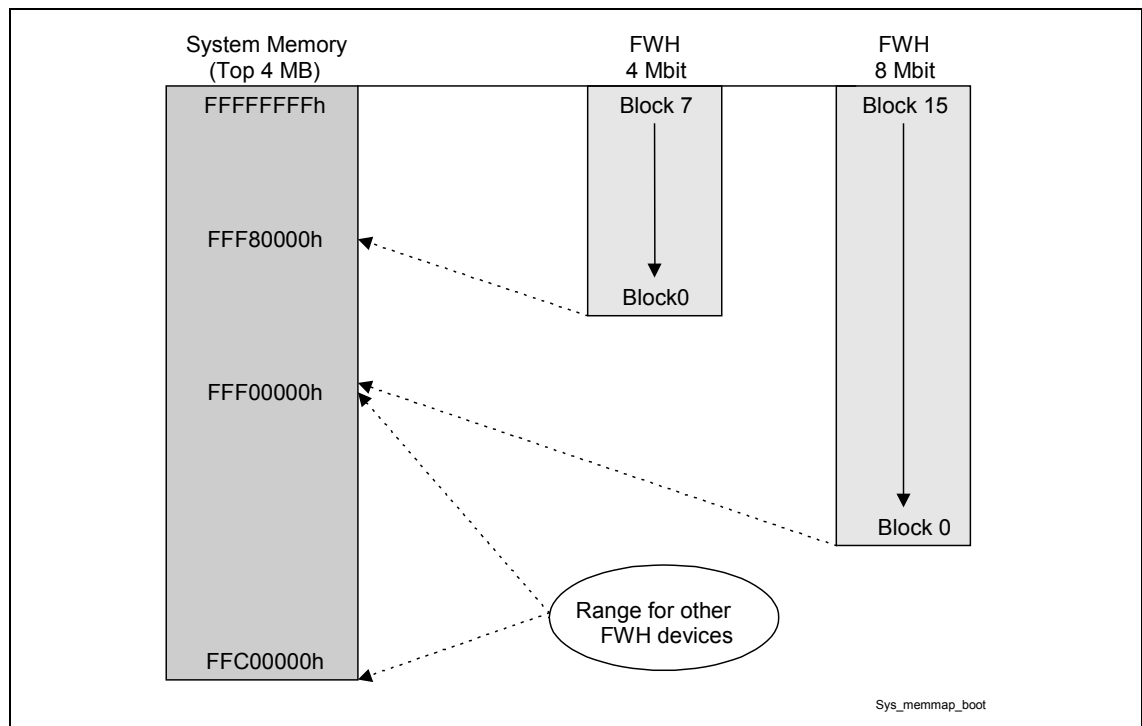 System Memory
(Top 4 MB)
FWH
4 Mbit
FWH
8 Mbit
FFFFFFFFh
Block 7
Block 15
FFF80000h
Block0
FFF00000h
Block 0
Range for other
FWH devices
FFC00000h
Sys_memmap_boot